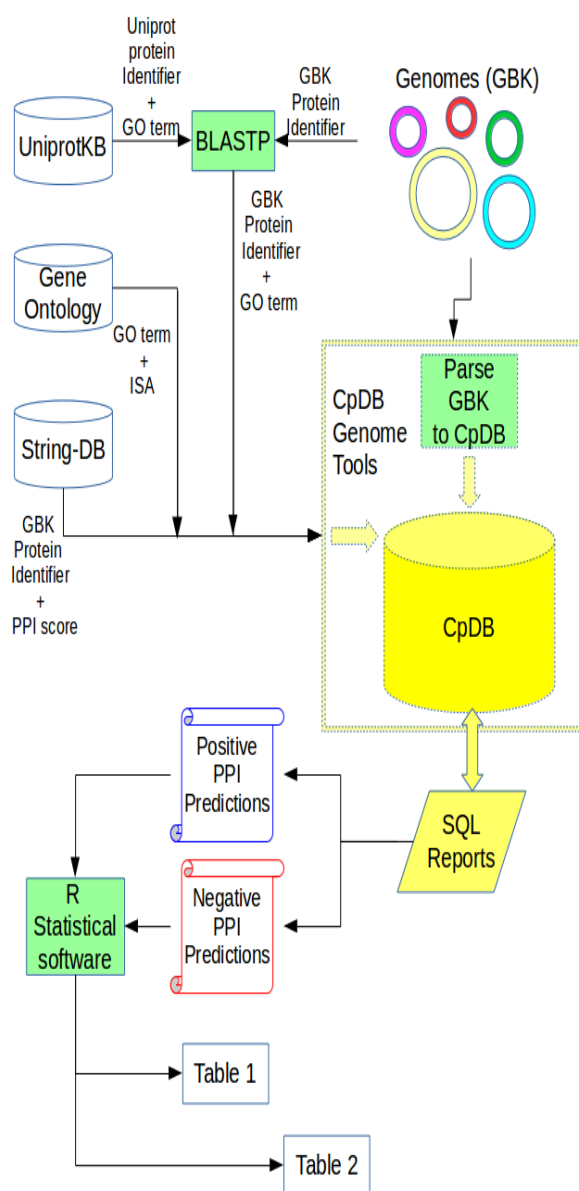 Uniprot
protein
Identifier
+
GO term
UniprotKB
BLASTP
GBK
Protein
Identifier
Genomes (GBK)
GBK
Protein
Identifier
+
GO term
Gene
Ontology
GO term
+
ISA
String-DB
GBK
Protein
Identifier
+
PPI score
CpDB
Genome
Tools
Parse
GBK
to CpDB
CpDB
SQL
Reports
Positive
PPI
Predictions
Negative
PPI
Predictions
R
Statistical
software
Table 1
Table 2